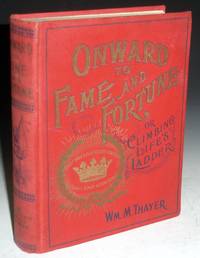 ONWARD
TO
FAME AND
FORTUNE
OR
CLIMBING
LIFE'S
LADDER.
WM. M. THAYER